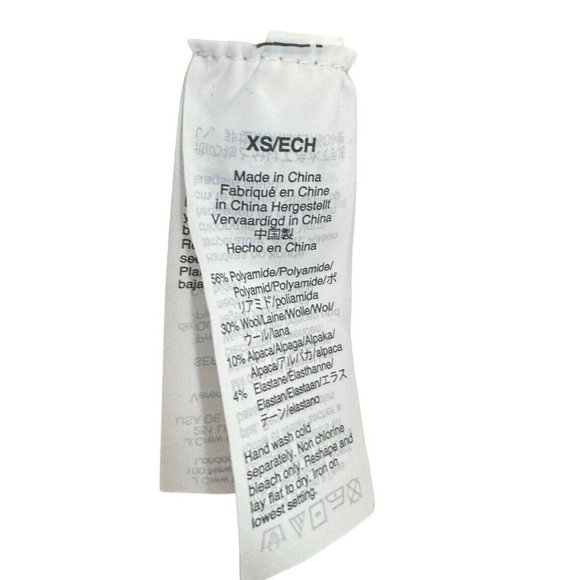 XS/ECH
Made in China
Fabriqué en Chine
in China Hergestellt
Vervaardigd in China
中国製
Hecho en China
56% Polyamide/Polyamide/
Polyamid/Polyamide/ポ
リアミド/poliamida
30% Wool/Laine/Wolle/Wol/
ウール/lana
10% Alpaca/Alpaga/Alpaka/
Alpaca/アルパカ/alpaca
4% Elastane/Élasthanne/
Elastan/Elastaan/エラス
テーン/elastano
Hand wash cold
separately. Non chlorine
bleach only. Reshape and
lay flat to dry. Iron on
lowest setting.